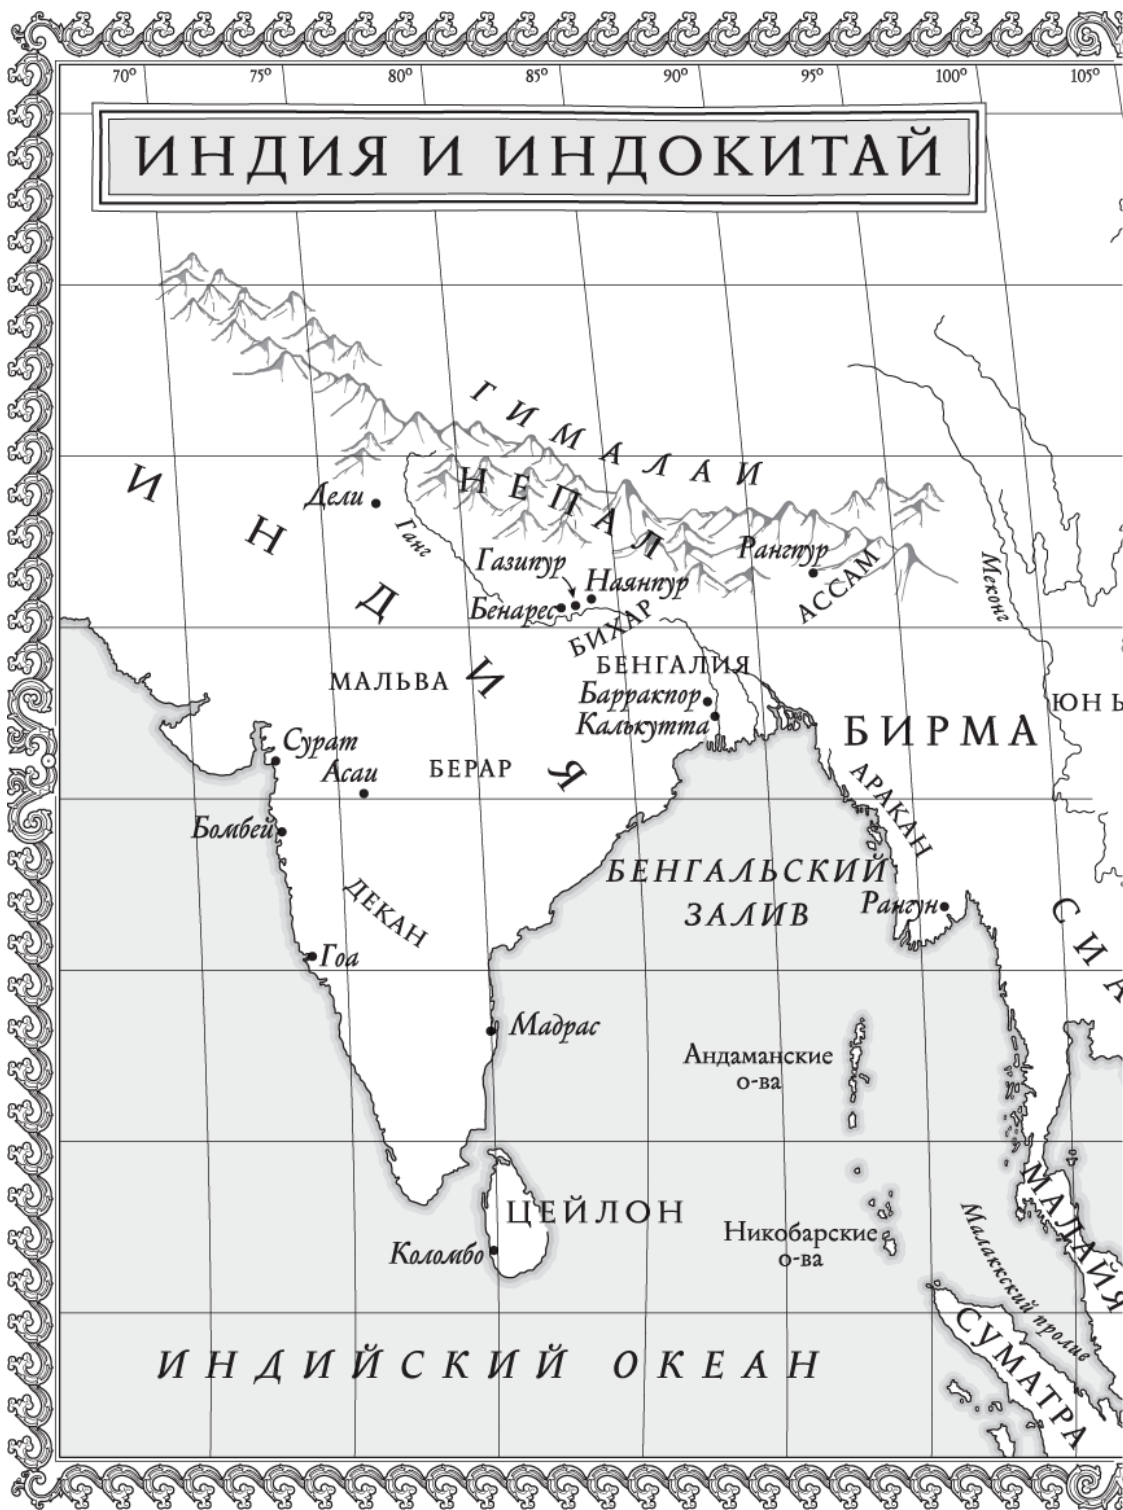 70° 75° 80° 85° 90° 95° 100° 105°
ИНДИЯ И ИНДОКИТАЙ
ГИМАЛАИ
НЕПАЛ
ИНДИЯ
Дели
Ганг
Газипур
Наянпур
Бенарес
БИХАР
Рангпур
АССАМ
Меконг
МАЛЬВА
БЕНГАЛИЯ
Барракпор
Калькутта
ЮНЬ
БИРМА
Сурат
Асаи
БЕРАР
АРАКАН
Бомбей
БЕНГАЛЬСКИЙ
ЗАЛИВ
Рангун
ДЕКАН
СИА
Гоа
Мадрас
Андаманские
о-ва
ЦЕЙЛОН
Коломбо
Никобарские
о-ва
МАЛАЙЯ
Малаккский пролив
СУМАТРА
ИНДИЙСКИЙ ОКЕАН